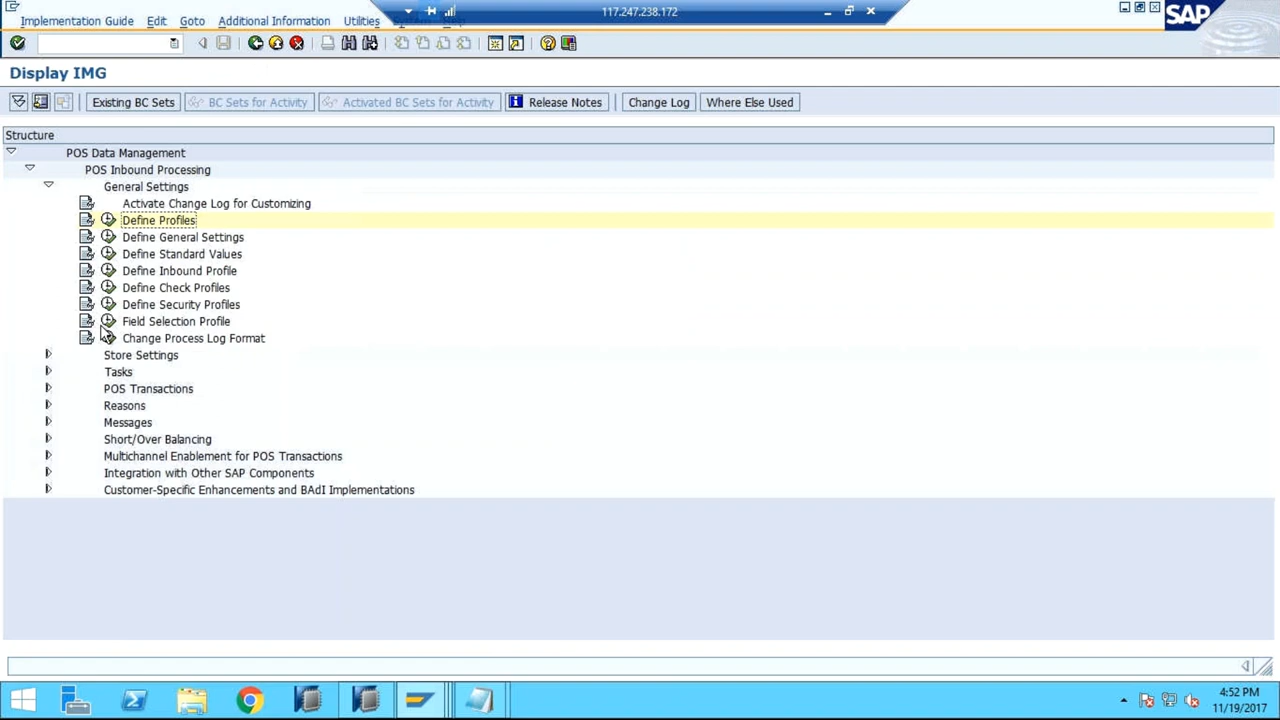 117.247.238.172
Implementation Guide Edit Goto Additional Information Utilities
SAP
Display IMG
Existing BC Sets BC Sets for Activity Activated BC Sets for Activity Release Notes Change Log Where Else Used
Structure
POS Data Management
POS Inbound Processing
General Settings
Activate Change Log for Customizing
Define Profiles
Define General Settings
Define Standard Values
Define Inbound Profile
Define Check Profiles
Define Security Profiles
Field Selection Profile
Change Process Log Format
Store Settings
Tasks
POS Transactions
Reasons
Messages
Short/Over Balancing
Multichannel Enablement for POS Transactions
Integration with Other SAP Components
Customer-Specific Enhancements and BAdI Implementations
4:52 PM
11/19/2017